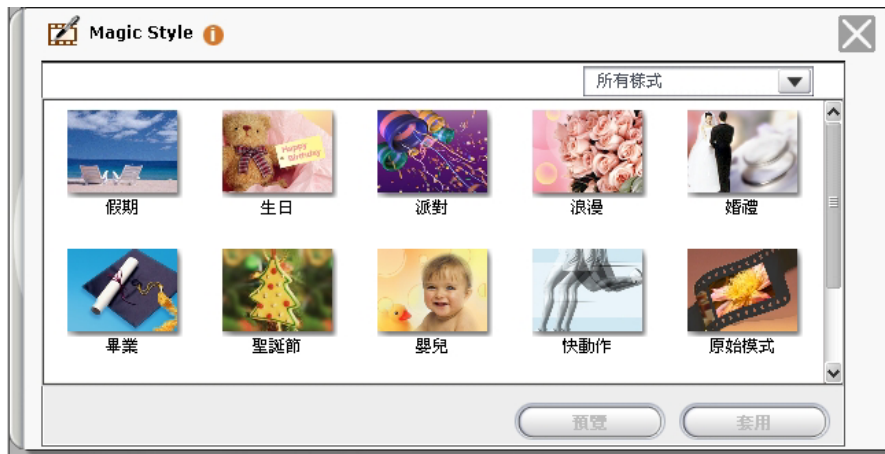 Magic Style
所有樣式
Happy
Birthday
假期 生日 派對 浪漫 婚禮
畢業 聖誕節 嬰兒 快動作 原始模式
預覽 套用